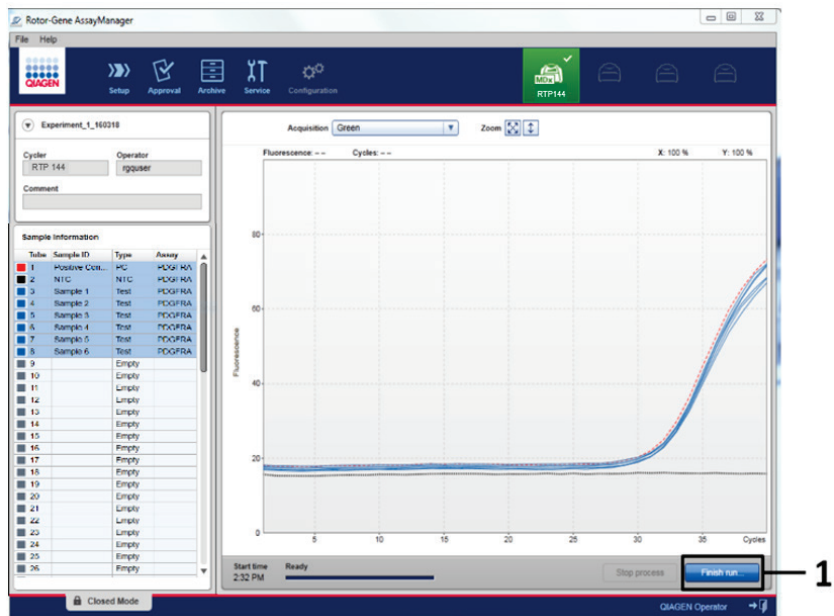 Rotor-Gene AssayManager
File Help
QIAGEN
Setup Approval Archive Service Configuration
MDx
RTP144
Experiment_1_160318
Cycler Operator
RTP 144 rgquser
Comment
Acquisition Green Zoom
Fluorescence: – – Cycles: – – X: 100 % Y: 100 %
Sample Information
Tube Sample ID Type Assay
1 Positive Con... PC PDGFRA
2 NTC NTC PDGFRA
3 Sample 1 Test PDGFRA
4 Sample 2 Test PDGFRA
5 Sample 3 Test PDGFRA
6 Sample 4 Test PDGFRA
7 Sample 5 Test PDGFRA
8 Sample 6 Test PDGFRA
9 Empty
10 Empty
11 Empty
12 Empty
13 Empty
14 Empty
15 Empty
16 Empty
17 Empty
18 Empty
19 Empty
20 Empty
21 Empty
22 Empty
23 Empty
24 Empty
25 Empty
26 Empty
Fluorescence
80
60
40
20
0
5 10 15 20 25 30 35 Cycles
Start time Ready
2:32 PM
Stop process Finish run...
1
Closed Mode
QIAGEN Operator